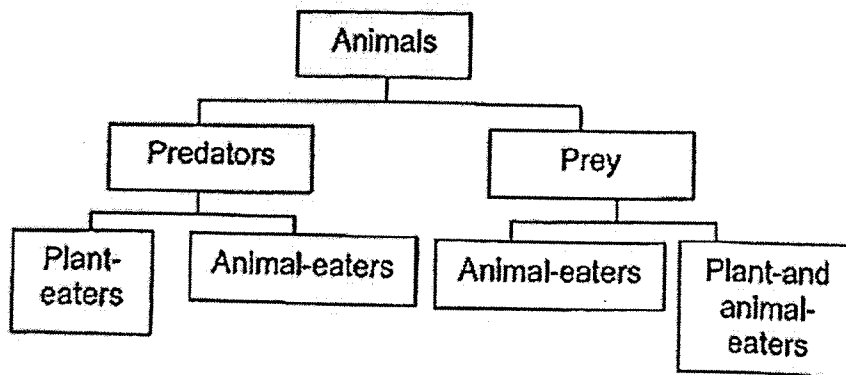 Animals
Predators
Prey
Plant-
eaters
Animal-eaters
Animal-eaters
Plant-and
animal-
eaters